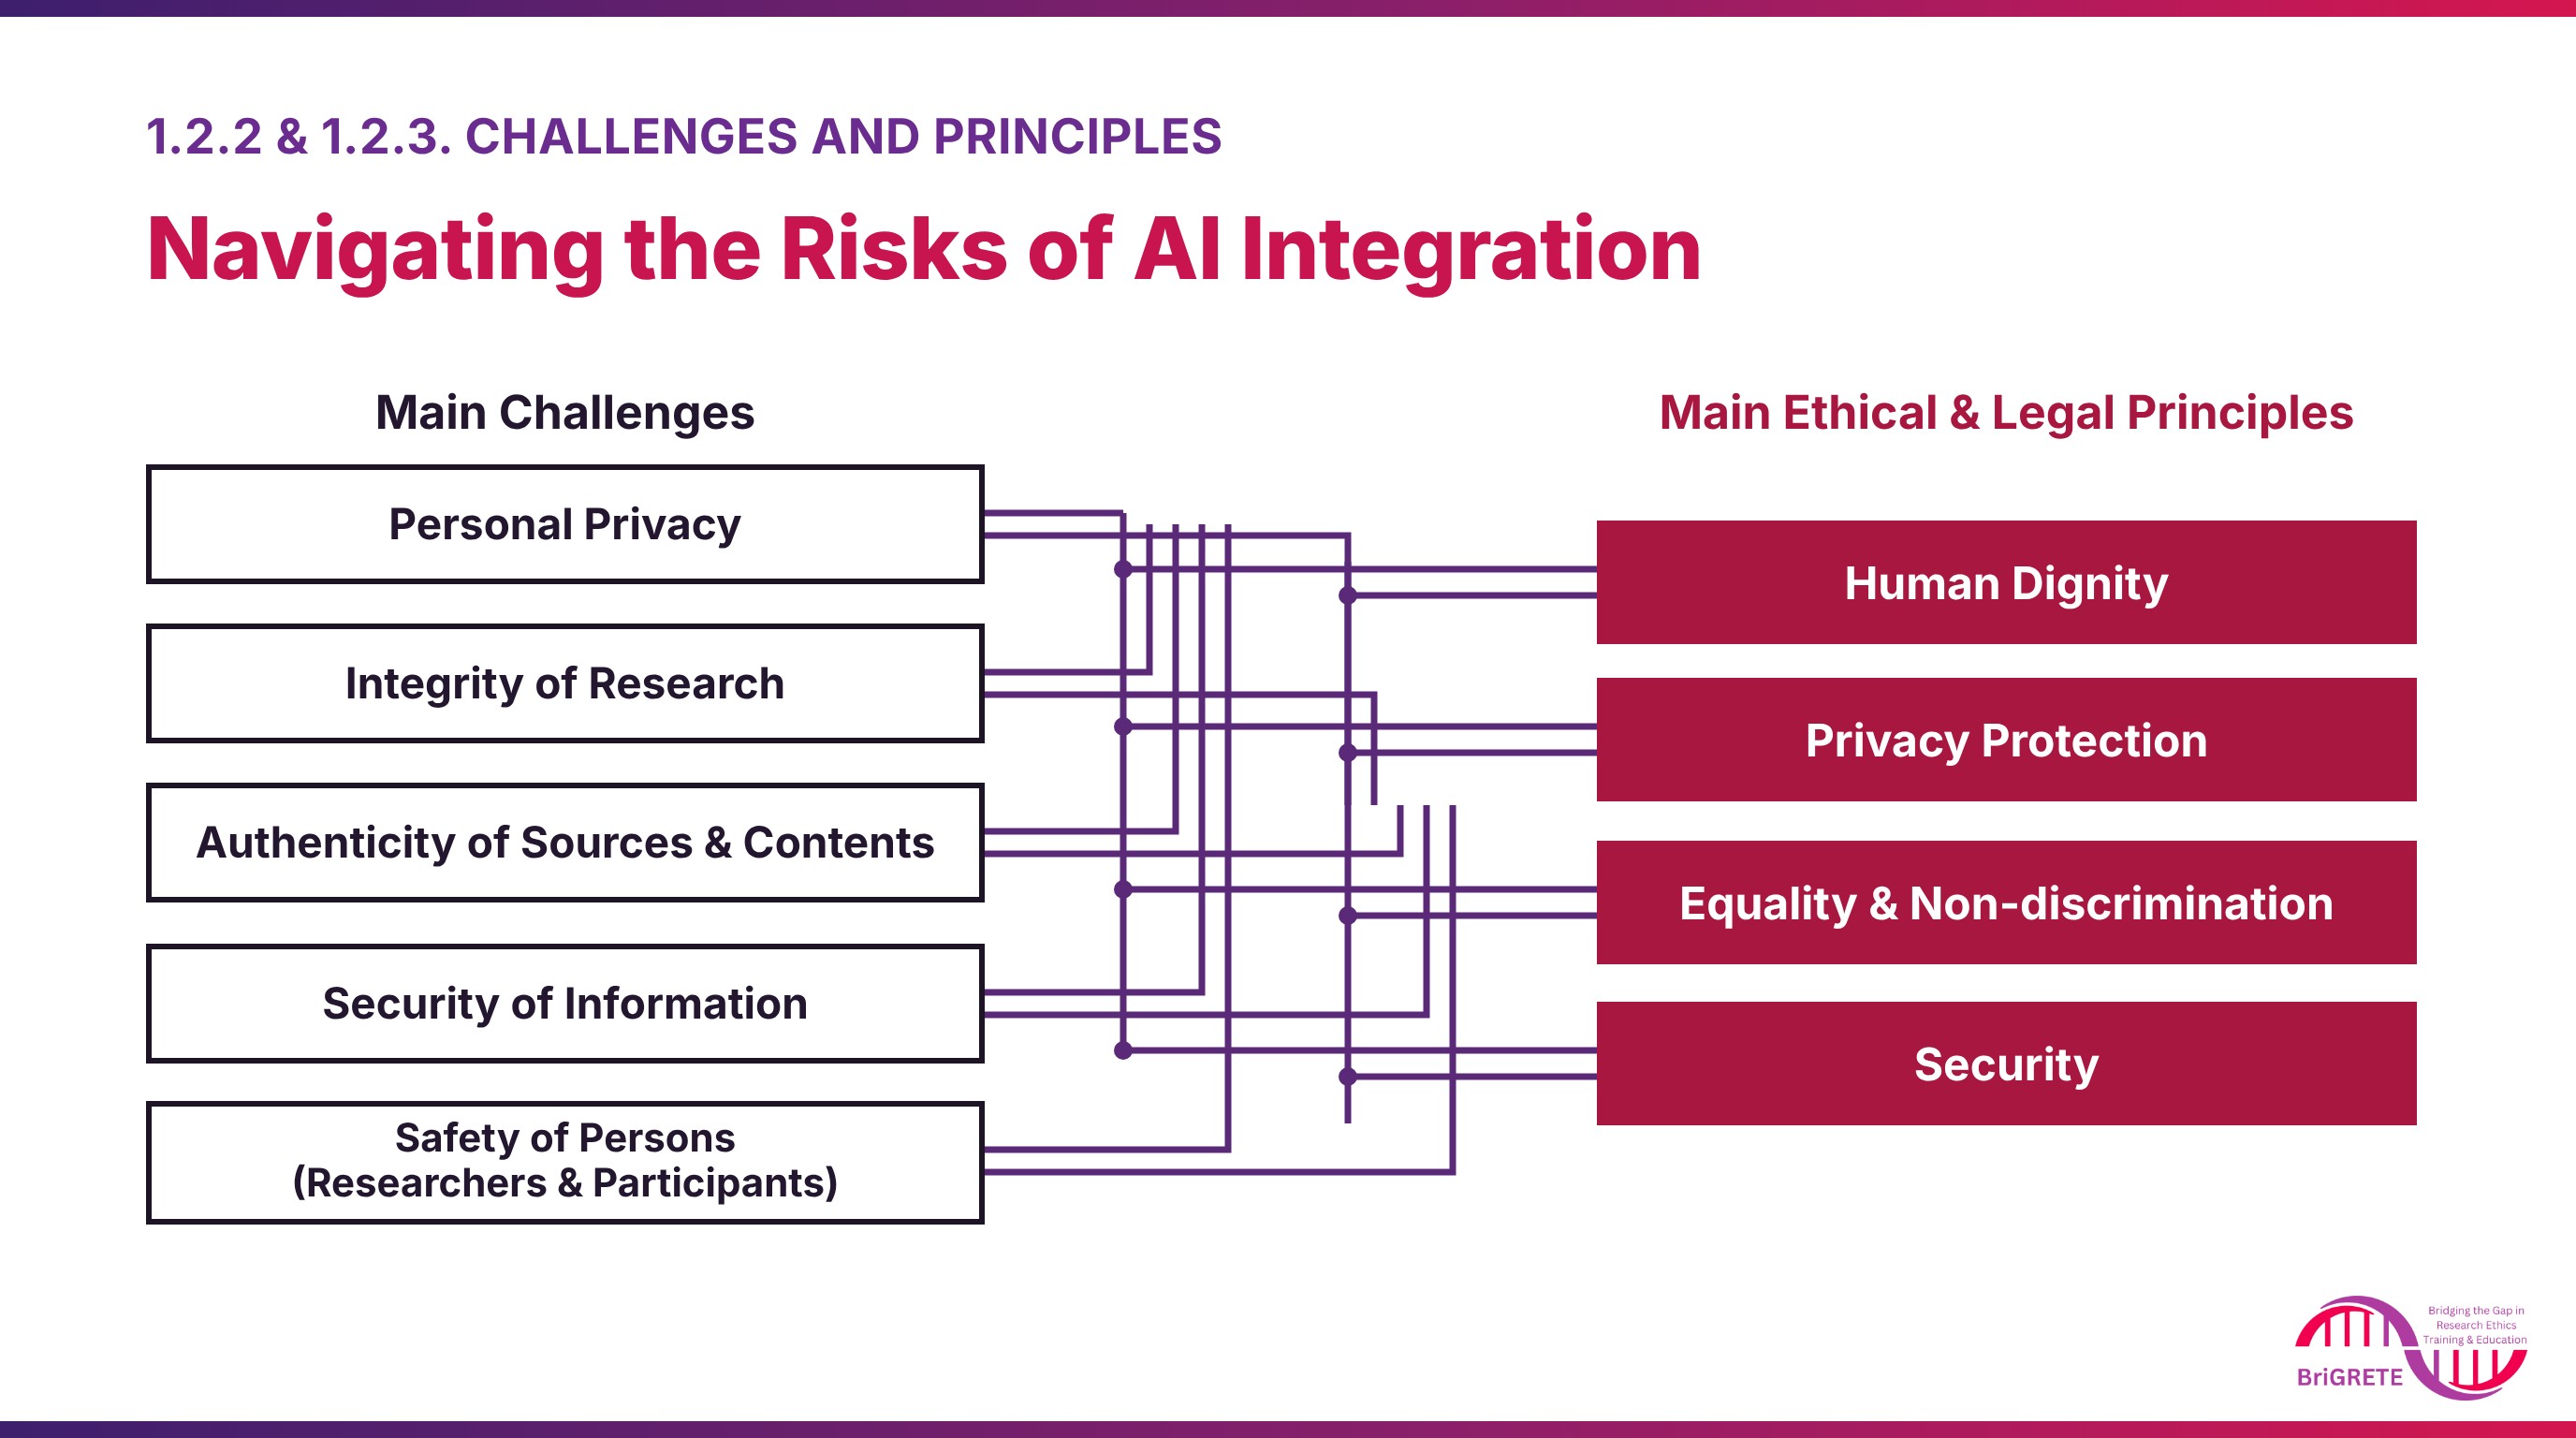 1.2.2 & 1.2.3. CHALLENGES AND PRINCIPLES
Navigating the Risks of AI Integration
Main Challenges
Personal Privacy
Integrity of Research
Authenticity of Sources & Contents
Security of Information
Safety of Persons
(Researchers & Participants)
Main Ethical & Legal Principles
Human Dignity
Privacy Protection
Equality & Non-discrimination
Security
Bridging the Gap in
Research Ethics
Training & Education
BriGRETE